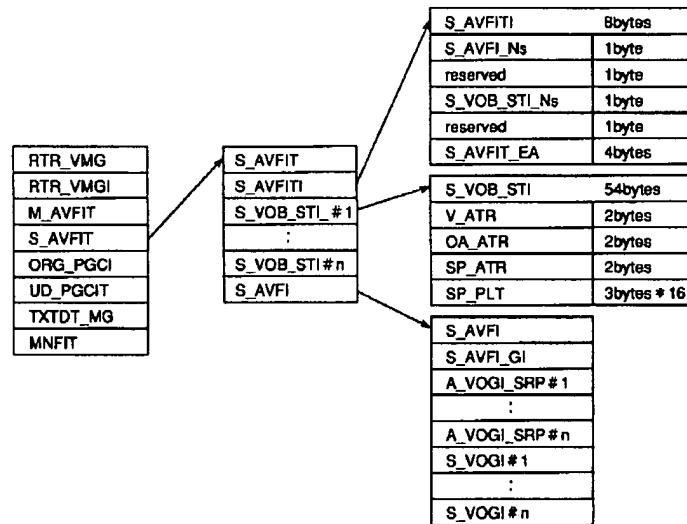 RTR_VMG
RTR_VMGI
M_AVFIT
S_AVFIT
ORG_PGCI
UD_PGCIT
TXTDT_MG
MNFIT
S_AVFIT
S_AVFITI
S_VOB_STI_#1
:
S_VOB_STI#n
S_AVFI
S_AVFITI 8bytes
S_AVFI_Ns 1byte
reserved 1byte
S_VOB_STI_Ns 1byte
reserved 1byte
S_AVFIT_EA 4bytes
S_VOB_STI 54bytes
V_ATR 2bytes
OA_ATR 2bytes
SP_ATR 2bytes
SP_PLT 3bytes*16
S_AVFI
S_AVFI_GI
A_VOGI_SRP#1
:
A_VOGI_SRP#n
S_VOGI#1
:
S_VOGI#n